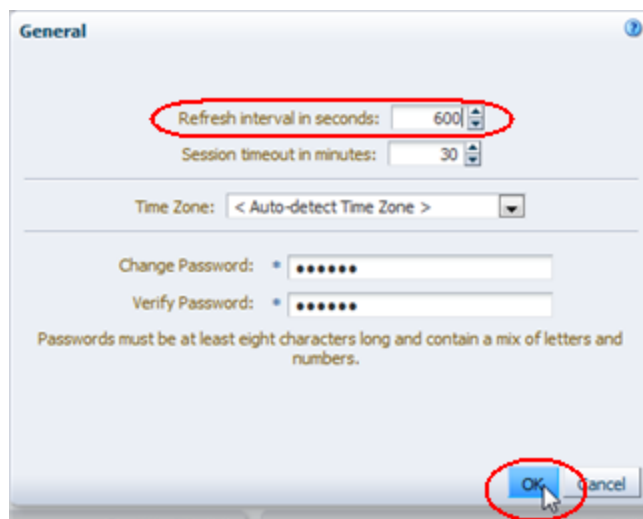 General
Refresh interval in seconds: 600
Session timeout in minutes: 30
Time Zone: < Auto-detect Time Zone >
Change Password: * ••••••
Verify Password: * ••••••
Passwords must be at least eight characters long and contain a mix of letters and
numbers.
OK Cancel